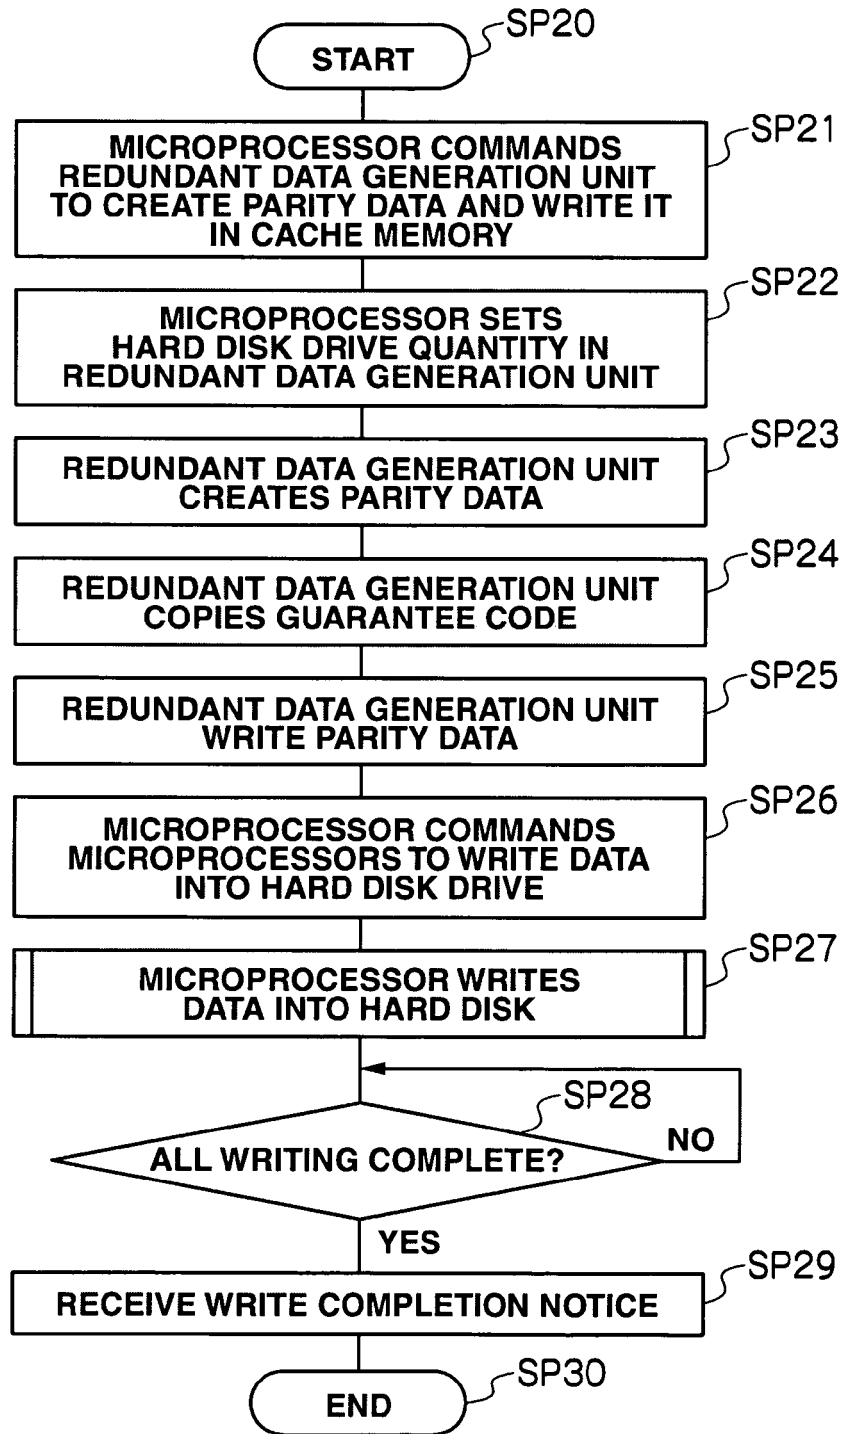 SP20
START
SP21
MICROPROCESSOR COMMANDS
REDUNDANT DATA GENERATION UNIT
TO CREATE PARITY DATA AND WRITE IT
IN CACHE MEMORY
SP22
MICROPROCESSOR SETS
HARD DISK DRIVE QUANTITY IN
REDUNDANT DATA GENERATION UNIT
SP23
REDUNDANT DATA GENERATION UNIT
CREATES PARITY DATA
SP24
REDUNDANT DATA GENERATION UNIT
COPIES GUARANTEE CODE
SP25
REDUNDANT DATA GENERATION UNIT
WRITE PARITY DATA
SP26
MICROPROCESSOR COMMANDS
MICROPROCESSORS TO WRITE DATA
INTO HARD DISK DRIVE
SP27
MICROPROCESSOR WRITES
DATA INTO HARD DISK
SP28
ALL WRITING COMPLETE?
NO
YES
SP29
RECEIVE WRITE COMPLETION NOTICE
SP30
END